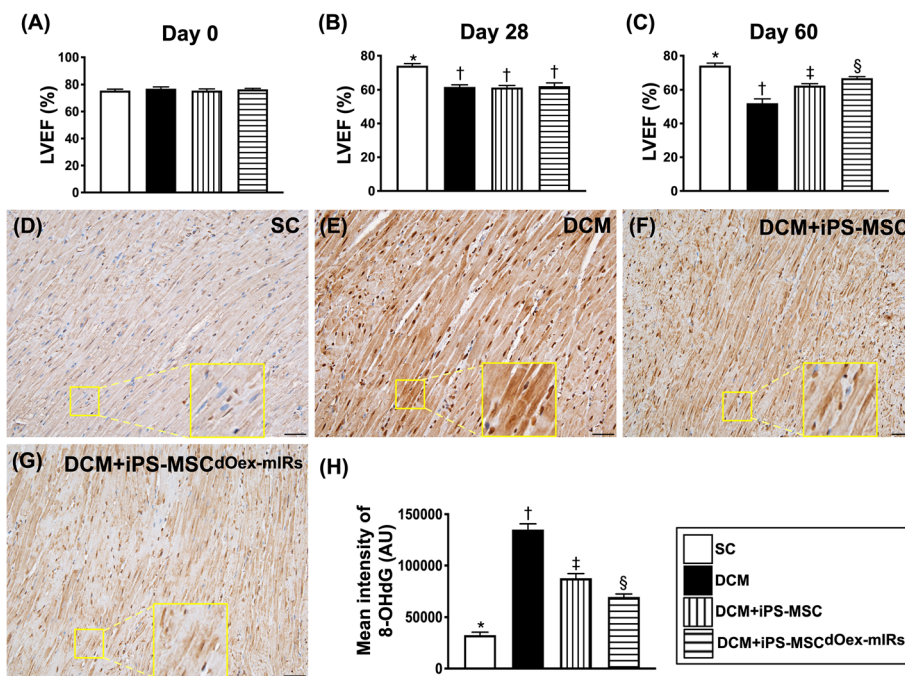 (A)
Day 0
LVEF (%)
100
80
60
40
20
0
(B)
Day 28
LVEF (%)
80
60
40
20
0
*
†
†
†
(C)
Day 60
LVEF (%)
80
60
40
20
0
*
†
‡
§
(D)
SC
(E)
DCM
(F)
DCM+iPS-MSC
(G)
DCM+iPS-MSCdOex-mIRs
(H)
Mean intensity of
8-OHdG (AU)
150000
100000
50000
0
*
†
‡
§
SC
DCM
DCM+iPS-MSC
DCM+iPS-MSCdOex-mIRs